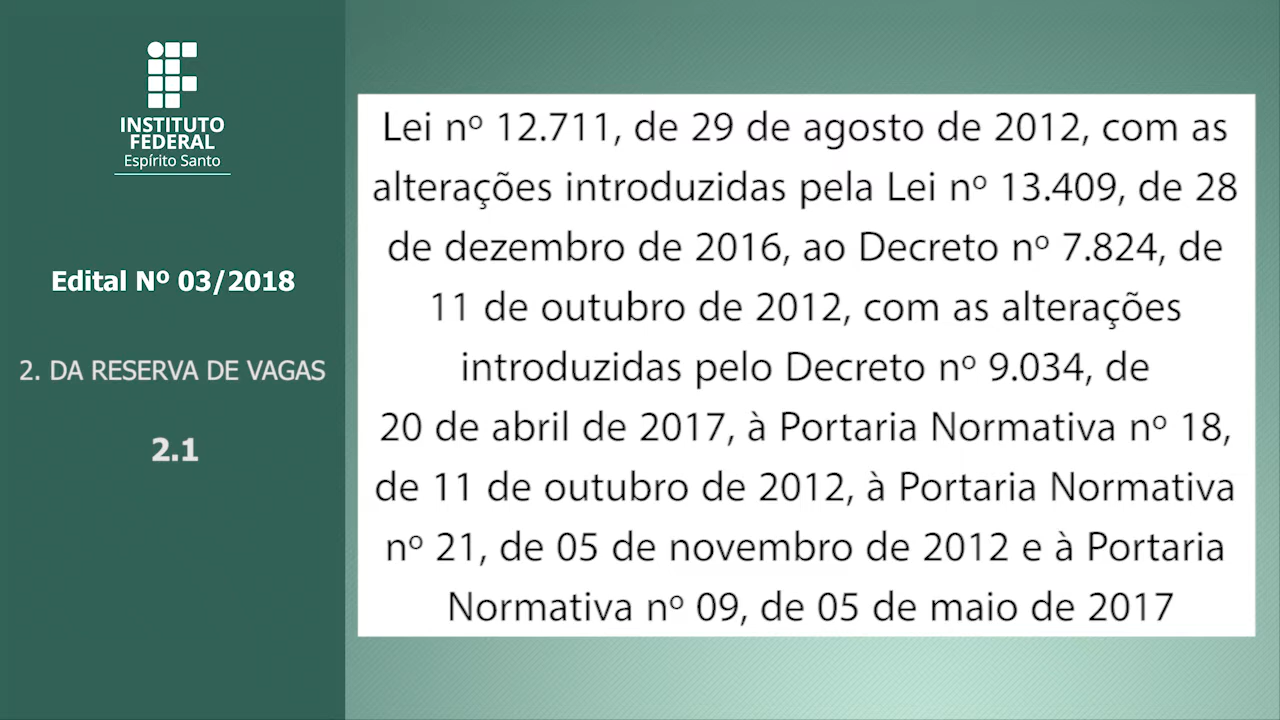 INSTITUTO
FEDERAL
Espírito Santo
Edital Nº 03/2018
2. DA RESERVA DE VAGAS
2.1
Lei nº 12.711, de 29 de agosto de 2012, com as
alterações introduzidas pela Lei nº 13.409, de 28
de dezembro de 2016, ao Decreto nº 7.824, de
11 de outubro de 2012, com as alterações
introduzidas pelo Decreto nº 9.034, de
20 de abril de 2017, à Portaria Normativa nº 18,
de 11 de outubro de 2012, à Portaria Normativa
nº 21, de 05 de novembro de 2012 e à Portaria
Normativa nº 09, de 05 de maio de 2017